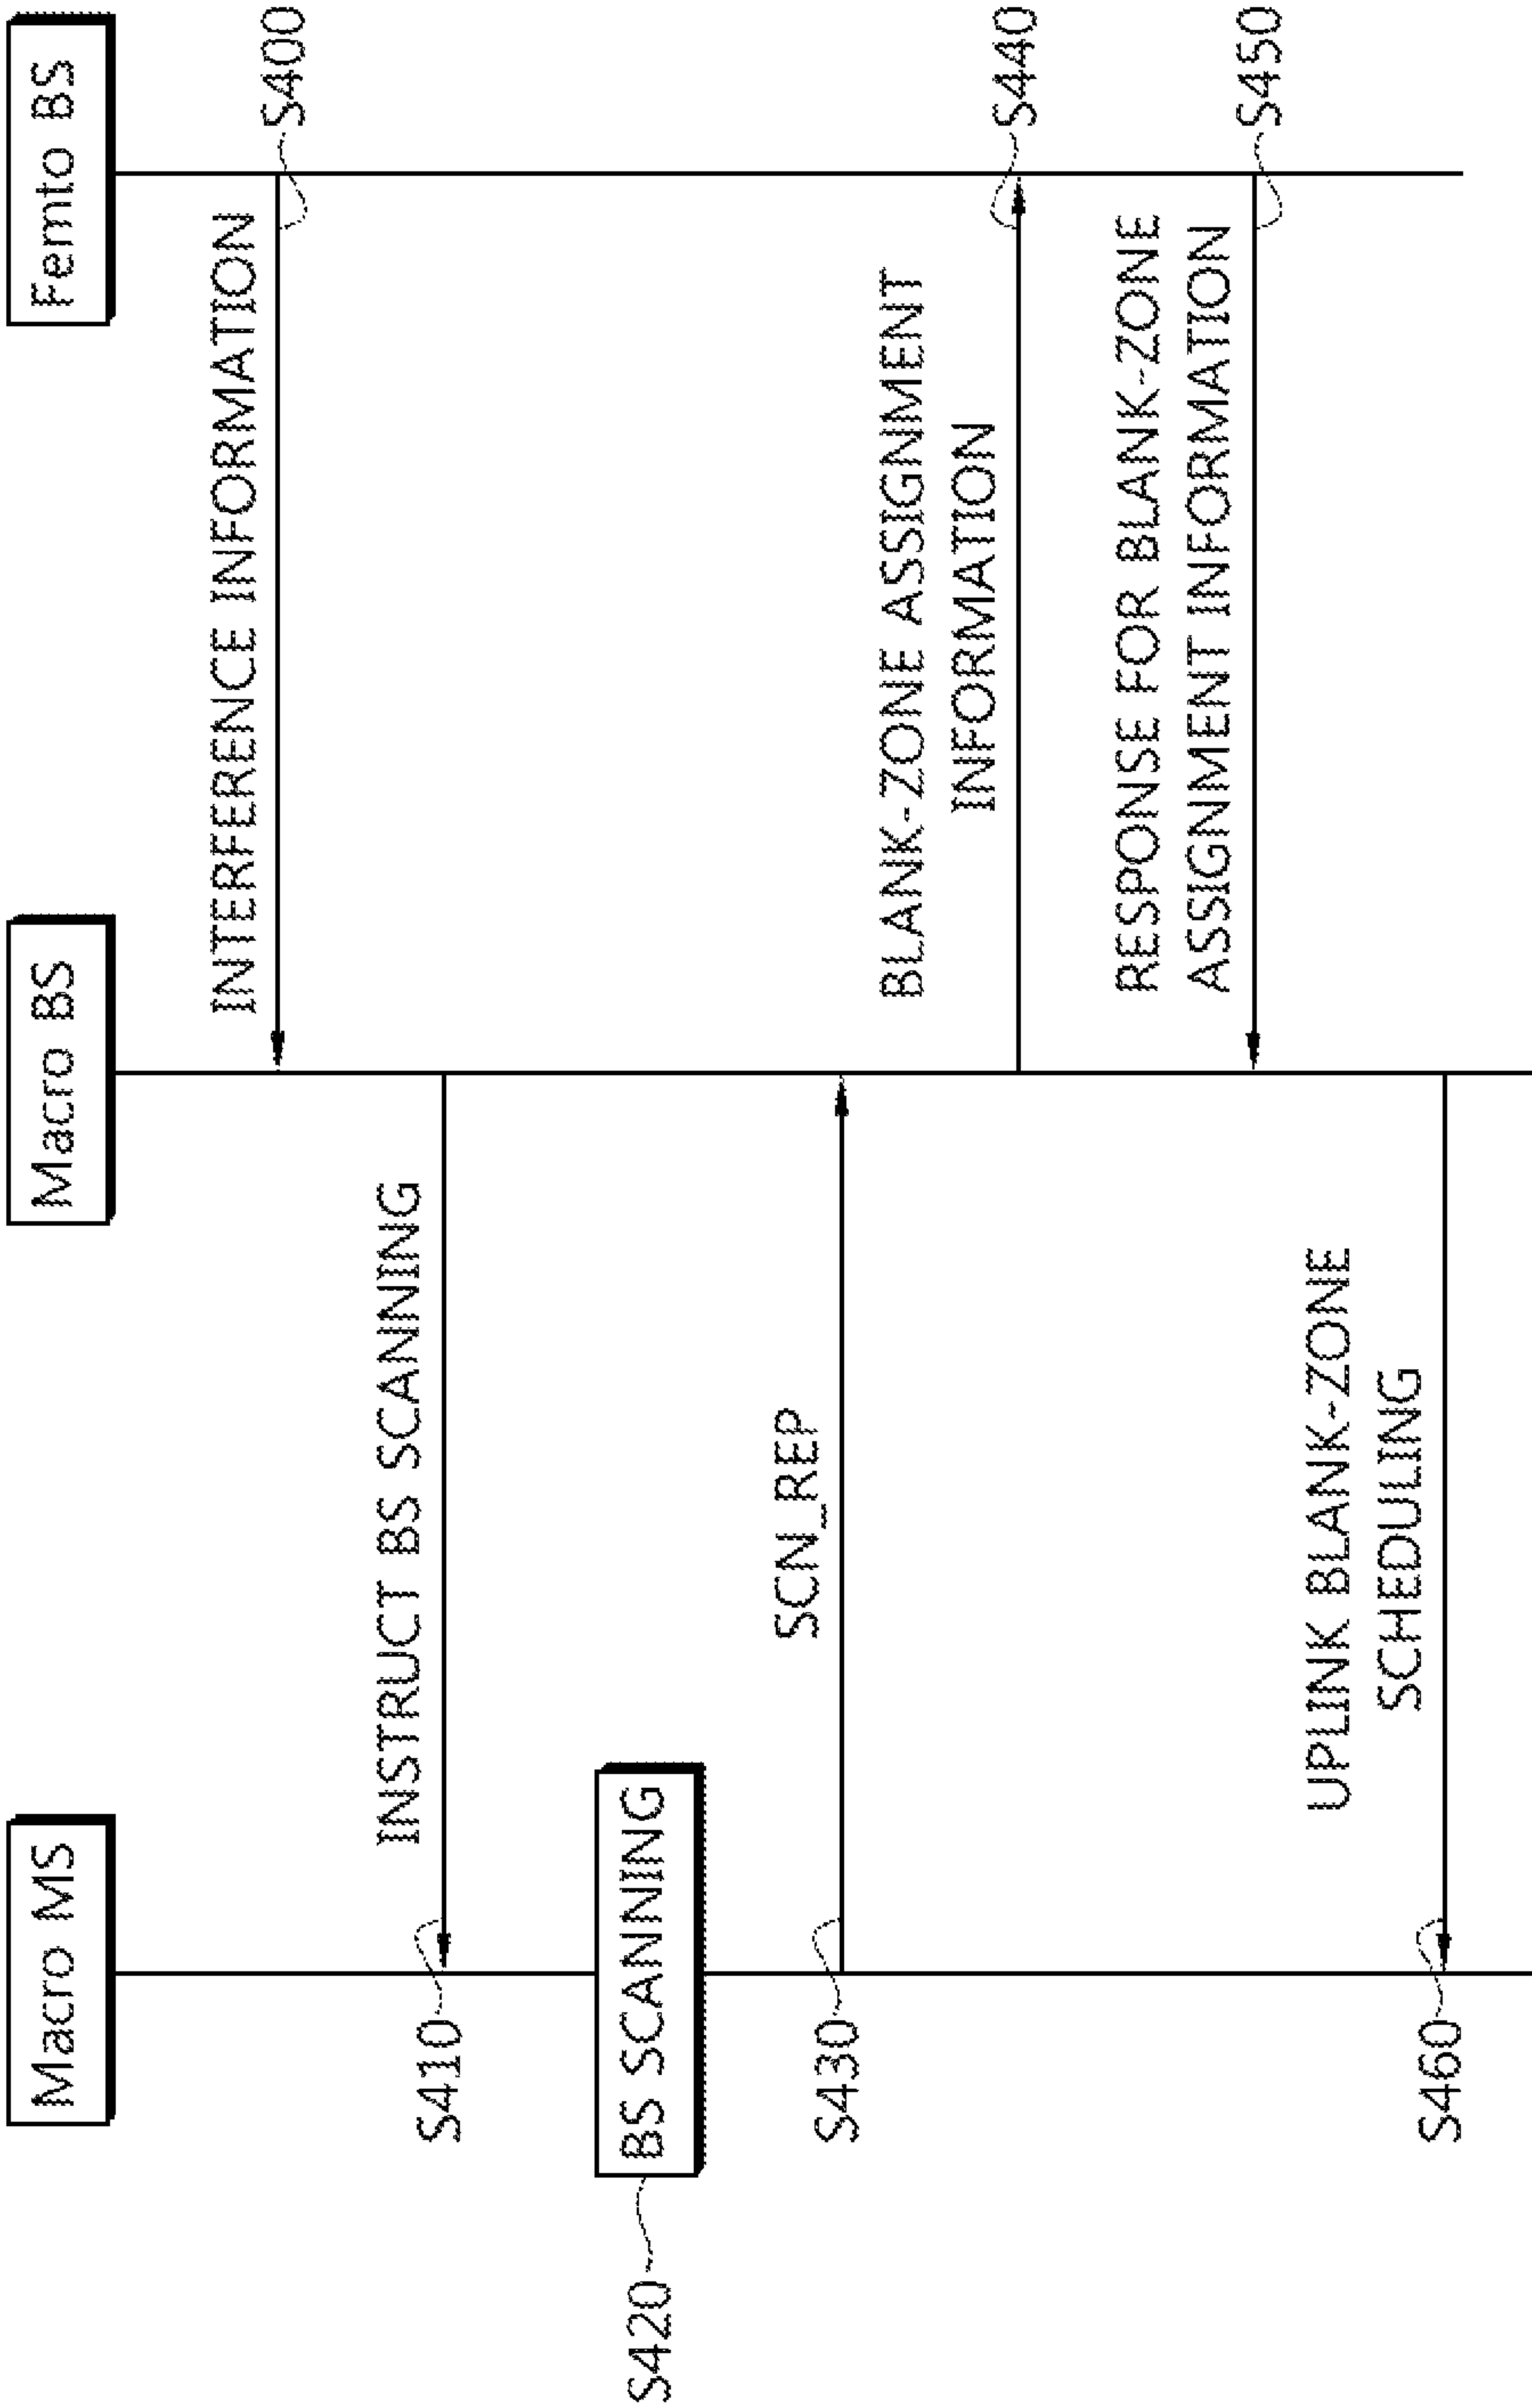 Macro MS
Macro BS
Femto BS
INTERFERENCE INFORMATION
S400
INSTRUCT BS SCANNING
S410
S420
BS SCANNING
SCN_REP
S430
BLANK-ZONE ASSIGNMENT
INFORMATION
S440
RESPONSE FOR BLANK-ZONE
ASSIGNMENT INFORMATION
S450
UPLINK BLANK-ZONE
SCHEDULING
S460